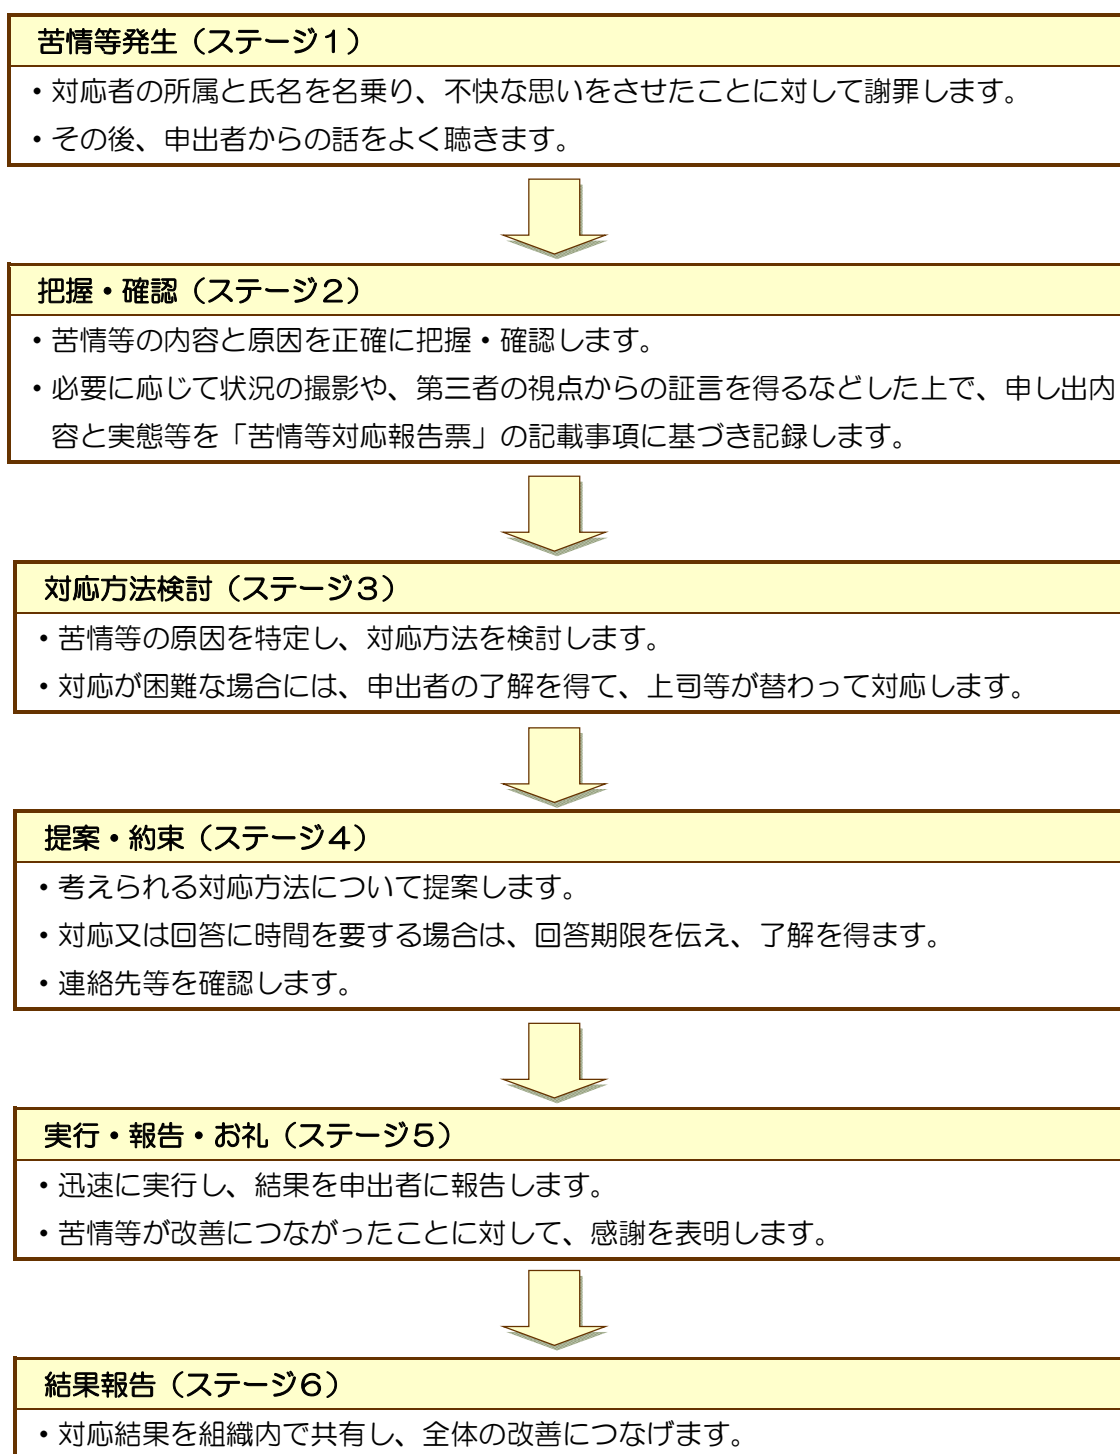 苦情等発生（ステージ１）
・対応者の所属と氏名を名乗り、不快な思いをさせたことに対して謝罪します。
・その後、申出者からの話をよく聴きます。
把握・確認（ステージ２）
・苦情等の内容と原因を正確に把握・確認します。
・必要に応じて状況の撮影や、第三者の視点からの証言を得るなどした上で、申し出内
容と実態等を「苦情等対応報告票」の記載事項に基づき記録します。
対応方法検討（ステージ３）
・苦情等の原因を特定し、対応方法を検討します。
・対応が困難な場合には、申出者の了解を得て、上司等が替わって対応します。
提案・約束（ステージ４）
・考えられる対応方法について提案します。
・対応又は回答に時間を要する場合は、回答期限を伝え、了解を得ます。
・連絡先等を確認します。
実行・報告・お礼（ステージ５）
・迅速に実行し、結果を申出者に報告します。
・苦情等が改善につながったことに対して、感謝を表明します。
結果報告（ステージ６）
・対応結果を組織内で共有し、全体の改善につなげます。